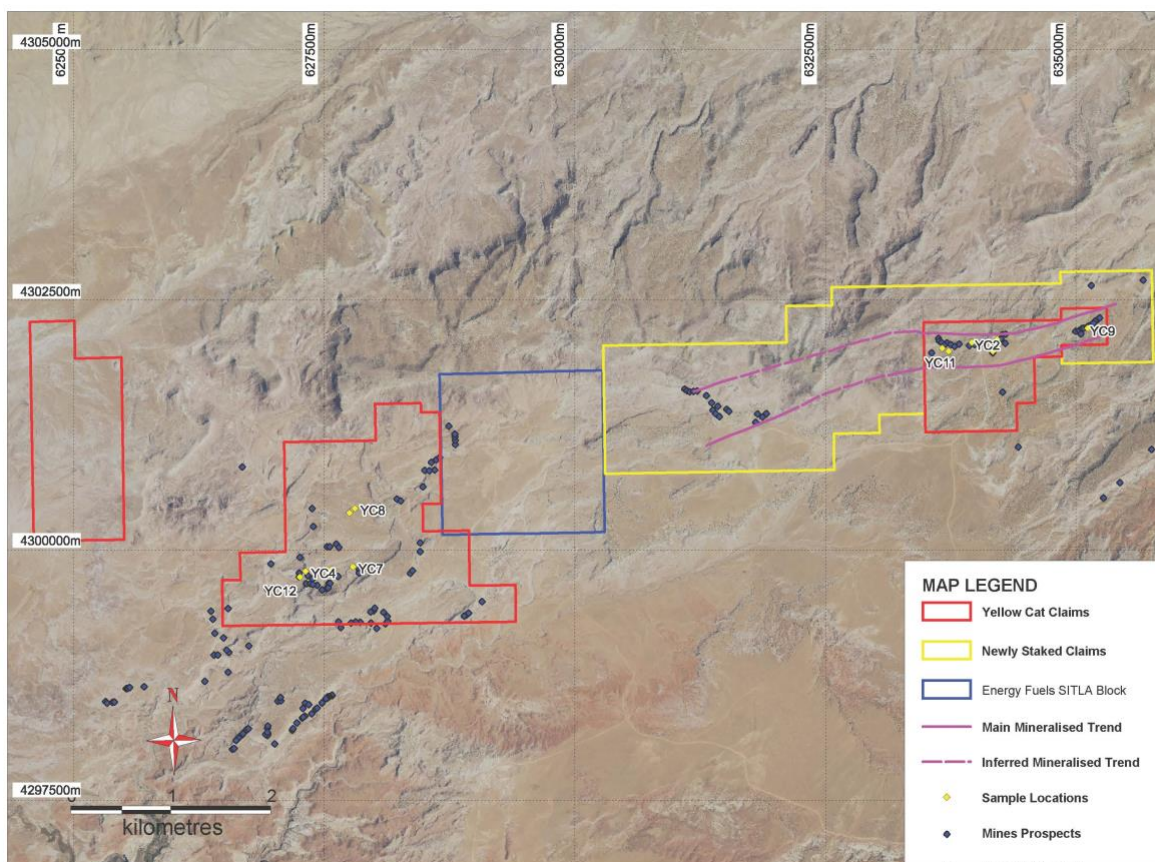 4305000m
625000m
627500m
630000m
632500m
635000m
4302500m
YC9
YC2
YC11
YC8
4300000m
YC4
YC7
YC12
MAP LEGEND
Yellow Cat Claims
Newly Staked Claims
Energy Fuels SITLA Block
Main Mineralised Trend
Inferred Mineralised Trend
Sample Locations
Mines Prospects
N
4297500m
0 1 2
kilometres